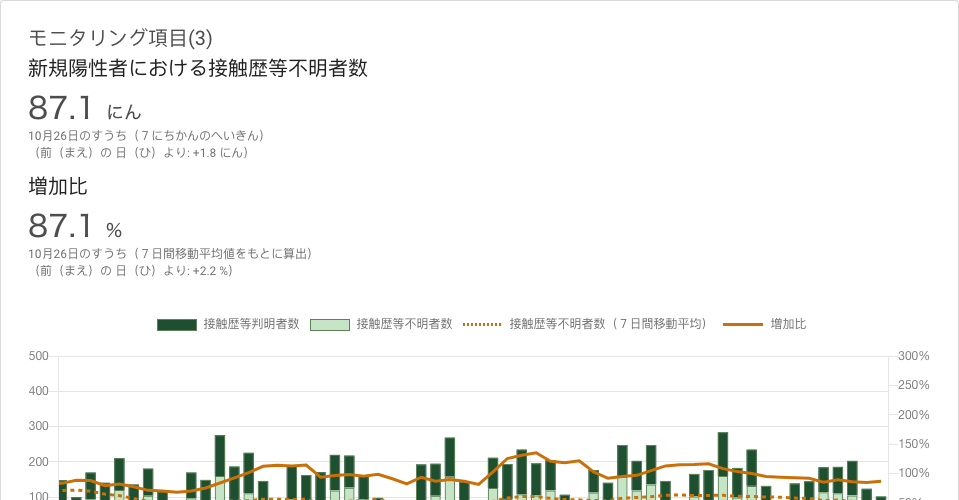 モニタリング項目(3)
新規陽性者における接触歴等不明者数
87.1 にん
10月26日のすうち（７にちかんのへいきん）
（前（まえ）の 日（ひ）より: +1.8 にん）
増加比
87.1 %
10月26日のすうち（７日間移動平均値をもとに算出）
（前（まえ）の 日（ひ）より: +2.2 %）
接触歴等判明者数 接触歴等不明者数 接触歴等不明者数（７日間移動平均） 増加比
500 300%
250%
400
200%
300
150%
200
100%
100